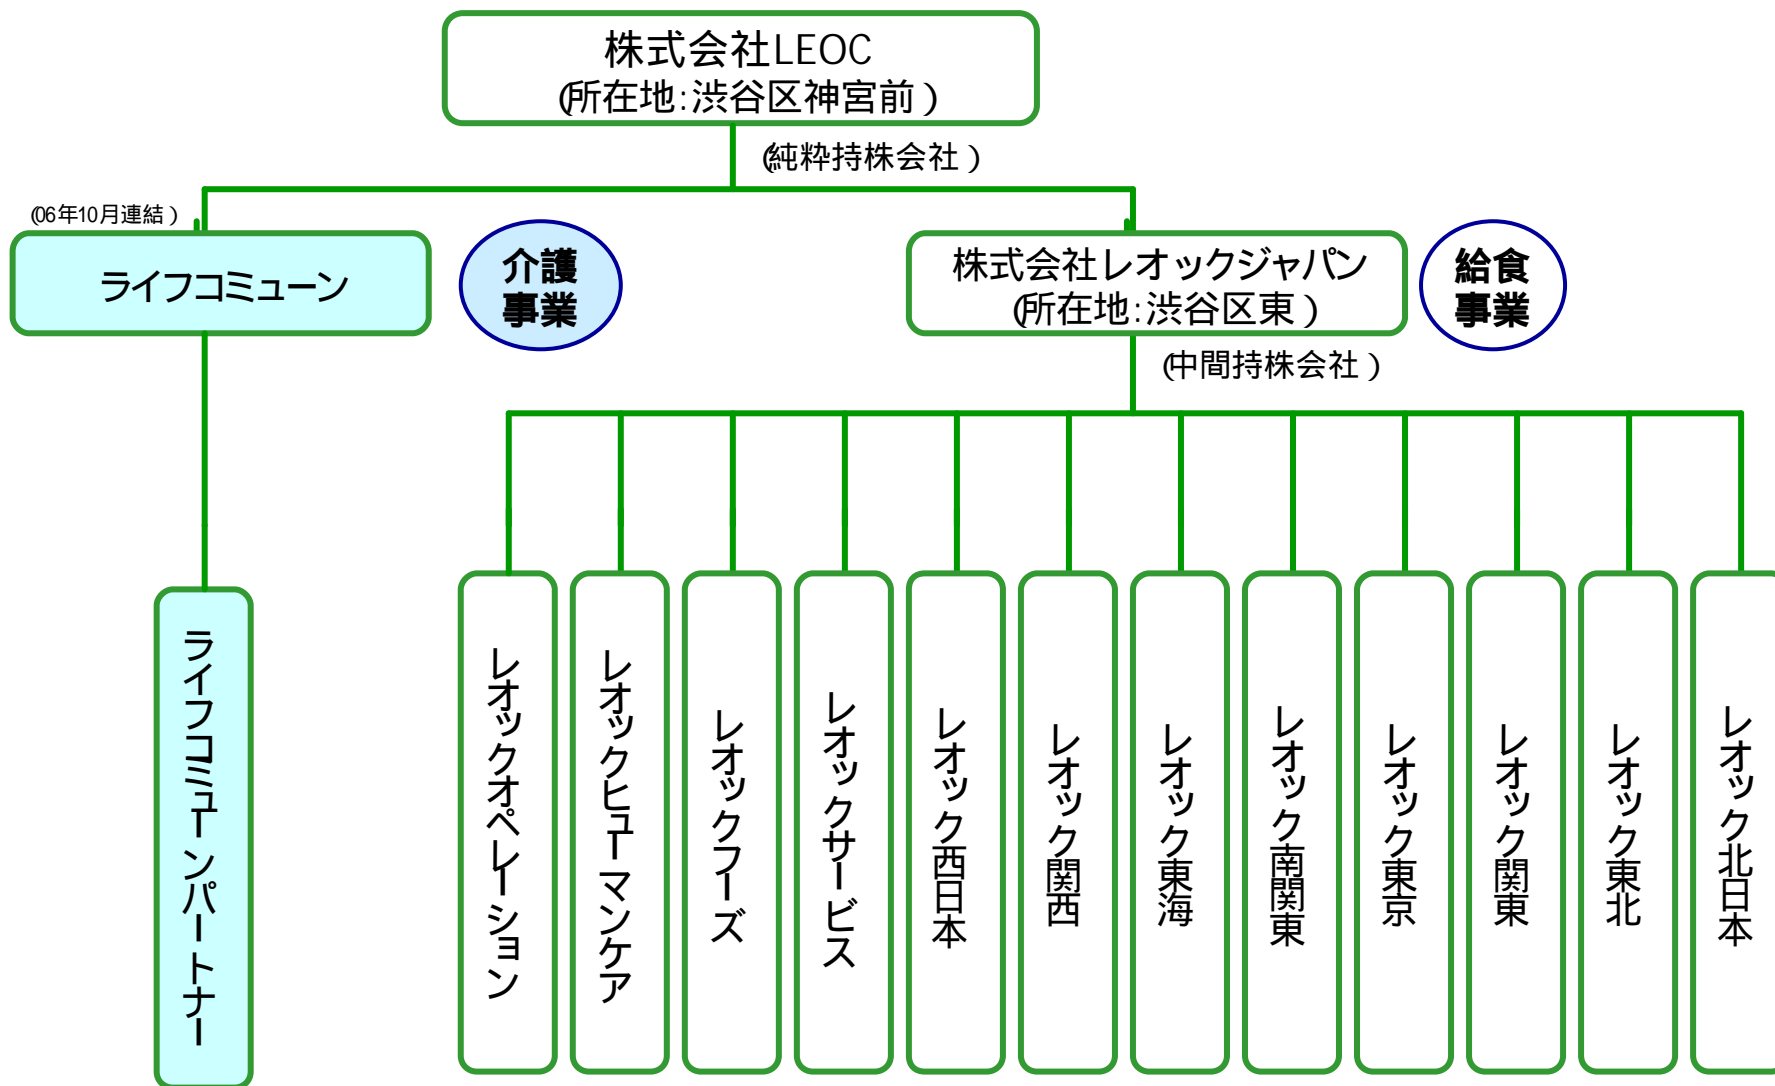 株式会社LEOC
(所在地:渋谷区神宮前)
(純粋持株会社)
(06年10月連結)
ライフコミューン
介護
事業
株式会社レオックジャパン
(所在地:渋谷区東)
給食
事業
(中間持株会社)
ライフコミューンパートナー
レオックオペレーション
レオックヒューマンケア
レオックフーズ
レオックサービス
レオック西日本
レオック関西
レオック東海
レオック南関東
レオック東京
レオック関東
レオック東北
レオック北日本